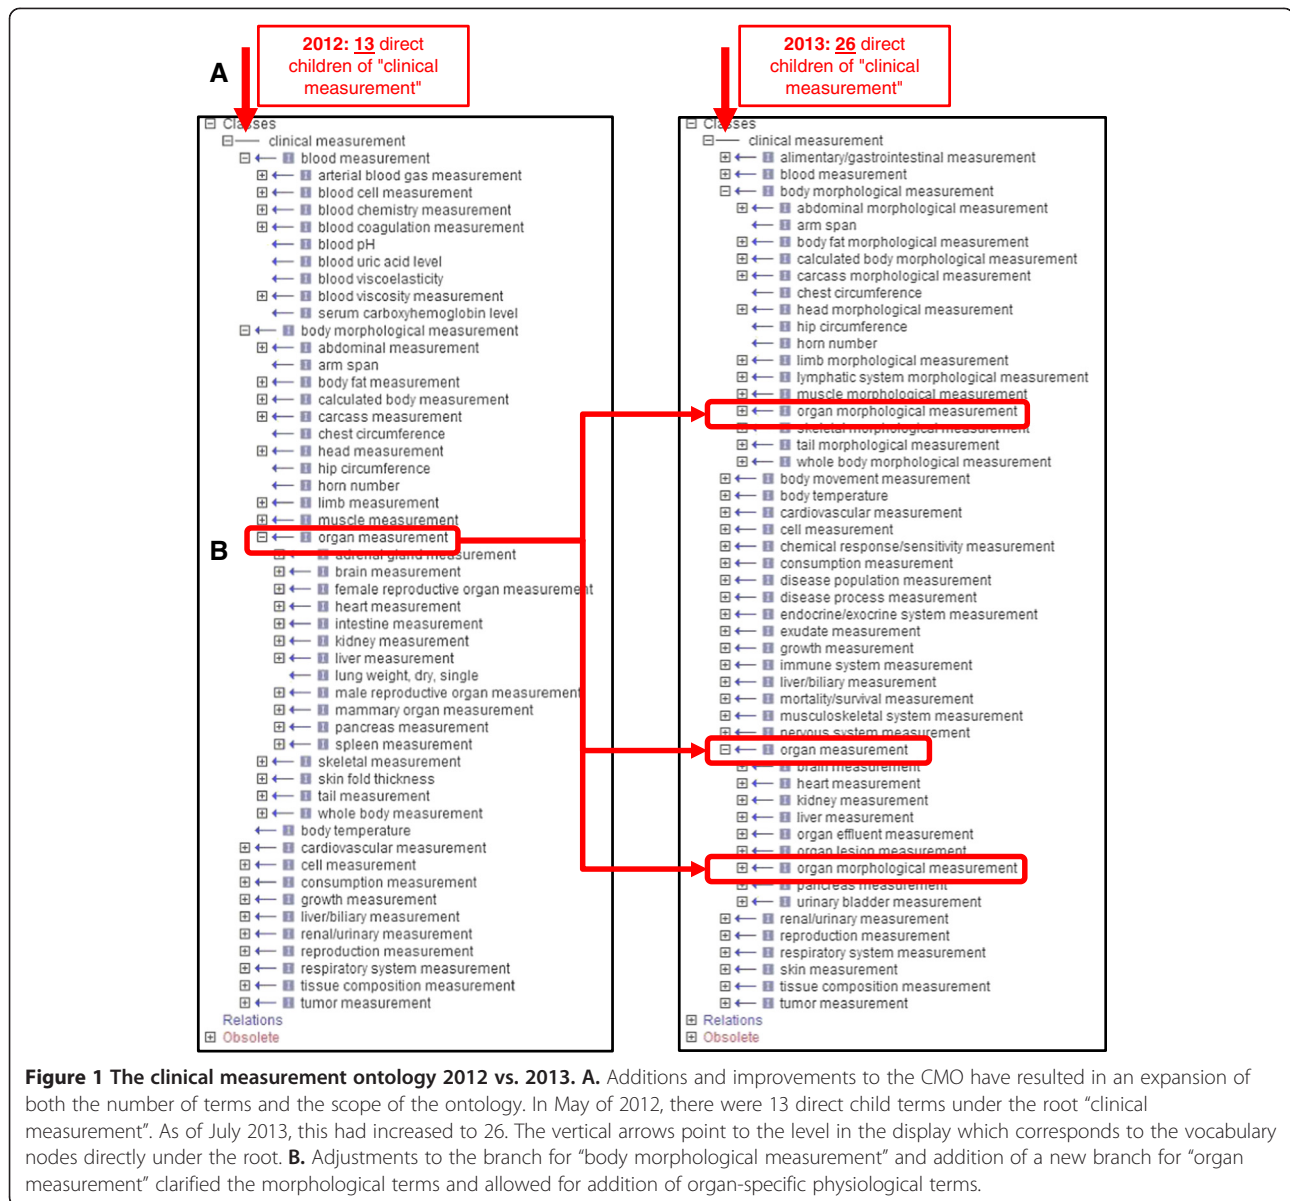 2012: 13 direct
children of "clinical
measurement"
2013: 26 direct
children of "clinical
measurement"
A
Classes
clinical measurement
blood measurement
arterial blood gas measurement
blood cell measurement
blood chemistry measurement
blood coagulation measurement
blood pH
blood uric acid level
blood viscoelasticity
blood viscosity measurement
serum carboxyhemoglobin level
body morphological measurement
abdominal measurement
arm span
body fat measurement
calculated body measurement
carcass measurement
chest circumference
head measurement
hip circumference
horn number
limb measurement
muscle measurement
B
organ measurement
adrenal gland measurement
brain measurement
female reproductive organ measurement
heart measurement
intestine measurement
kidney measurement
liver measurement
lung weight, dry, single
male reproductive organ measurement
mammary organ measurement
pancreas measurement
spleen measurement
skeletal measurement
skin fold thickness
tail measurement
whole body measurement
body temperature
cardiovascular measurement
cell measurement
consumption measurement
growth measurement
liver/biliary measurement
renal/urinary measurement
reproduction measurement
respiratory system measurement
tissue composition measurement
tumor measurement
Relations
Obsolete
Classes
clinical measurement
alimentary/gastrointestinal measurement
blood measurement
body morphological measurement
abdominal morphological measurement
arm span
body fat morphological measurement
calculated body morphological measurement
carcass morphological measurement
chest circumference
head morphological measurement
hip circumference
horn number
limb morphological measurement
lymphatic system morphological measurement
muscle morphological measurement
organ morphological measurement
skeletal morphological measurement
tail morphological measurement
whole body morphological measurement
body movement measurement
body temperature
cardiovascular measurement
cell measurement
chemical response/sensitivity measurement
consumption measurement
disease population measurement
disease process measurement
endocrine/exocrine system measurement
exudate measurement
growth measurement
immune system measurement
liver/biliary measurement
mortality/survival measurement
musculoskeletal system measurement
nervous system measurement
organ measurement
brain measurement
heart measurement
kidney measurement
liver measurement
organ effluent measurement
organ lesion measurement
organ morphological measurement
pancreas measurement
urinary bladder measurement
renal/urinary measurement
reproduction measurement
respiratory system measurement
skin measurement
tissue composition measurement
tumor measurement
Relations
Obsolete
Figure 1 The clinical measurement ontology 2012 vs. 2013. A. Additions and improvements to the CMO have resulted in an expansion of
both the number of terms and the scope of the ontology. In May of 2012, there were 13 direct child terms under the root “clinical
measurement”. As of July 2013, this had increased to 26. The vertical arrows point to the level in the display which corresponds to the vocabulary
nodes directly under the root. B. Adjustments to the branch for “body morphological measurement” and addition of a new branch for “organ
measurement” clarified the morphological terms and allowed for addition of organ-specific physiological terms.